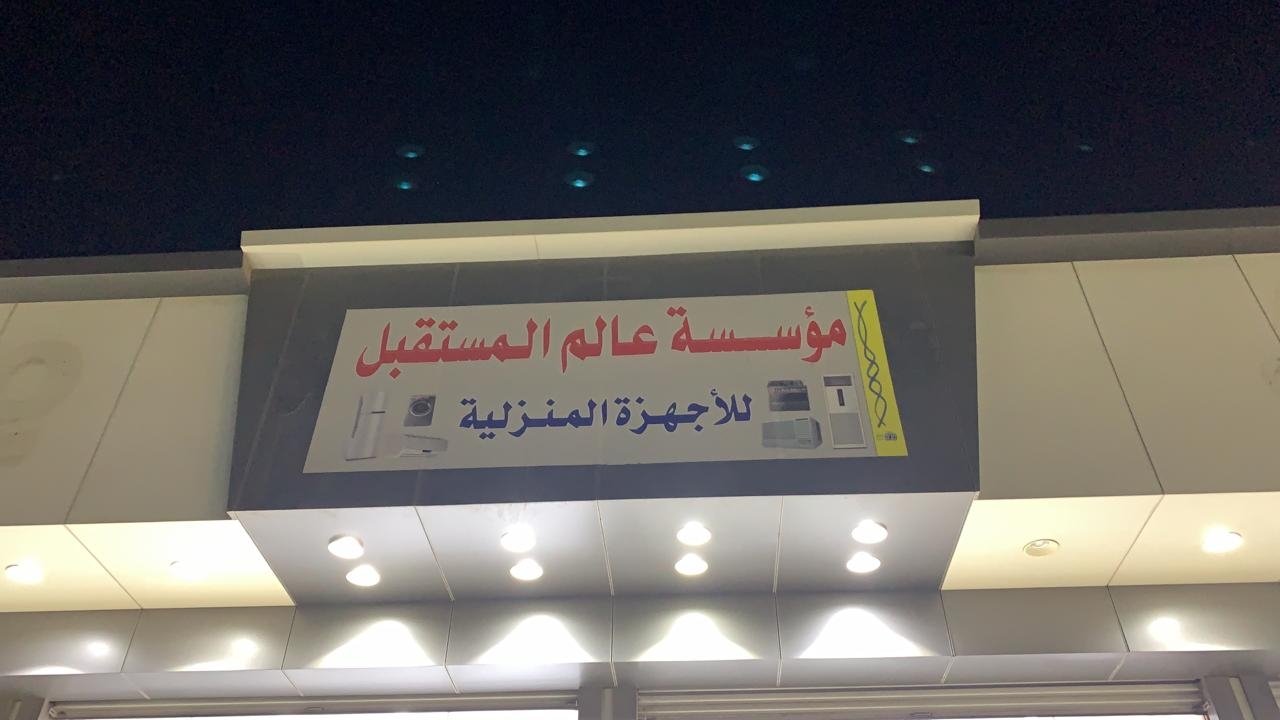 مؤسسة عالم المستقبل
للأجهزة المنزلية